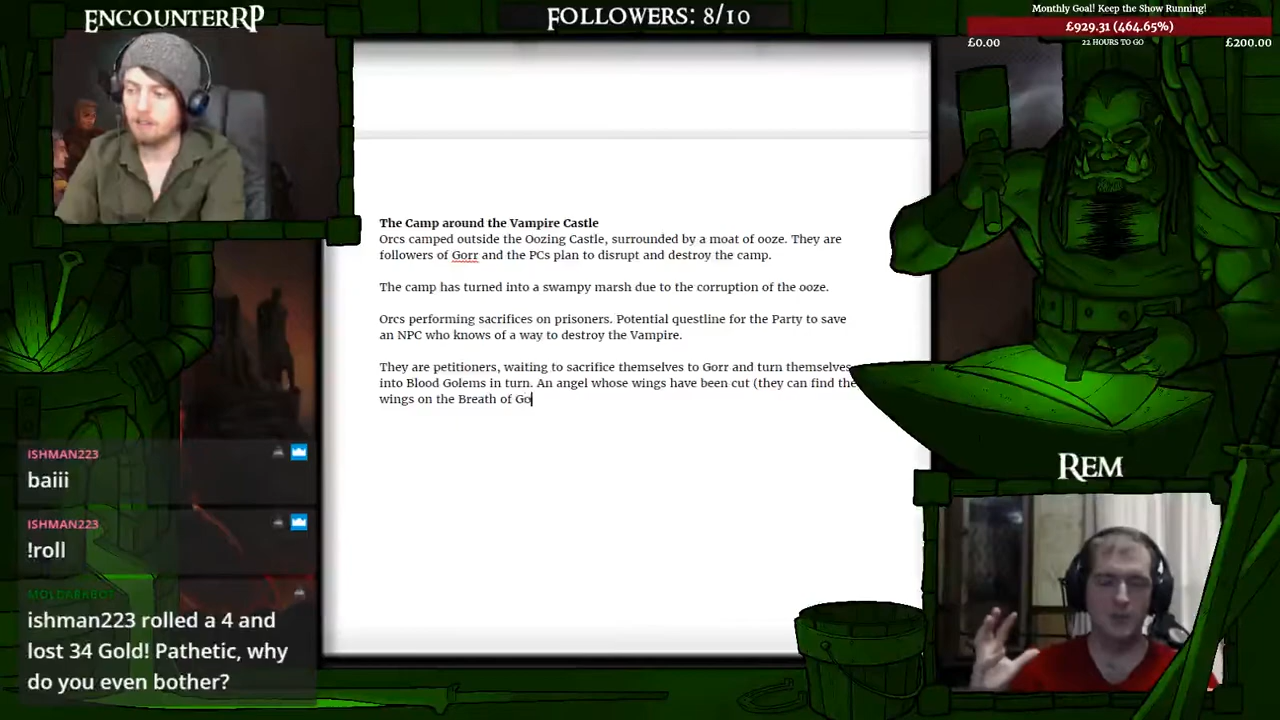 ENCOUNTERRP
FOLLOWERS: 8/10
Monthly Goal! Keep the Show Running!
£929.31 (464.65%)
£0.00
22 HOURS TO GO
£200.00
The Camp around the Vampire Castle
Orcs camped outside the Oozing Castle, surrounded by a moat of ooze. They are
followers of Gorr and the PCs plan to disrupt and destroy the camp.
The camp has turned into a swampy marsh due to the corruption of the ooze.
Orcs performing sacrifices on prisoners. Potential questline for the Party to save
an NPC who knows of a way to destroy the Vampire.
They are petitioners, waiting to sacrifice themselves to Gorr and turn themselves
into Blood Golems in turn. An angel whose wings have been cut (they can find the
wings on the Breath of Go
ISHMAN223
baiii
ISHMAN223
!roll
MOLDARKBOT
ishman223 rolled a 4 and
lost 34 Gold! Pathetic, why
do you even bother?
REM